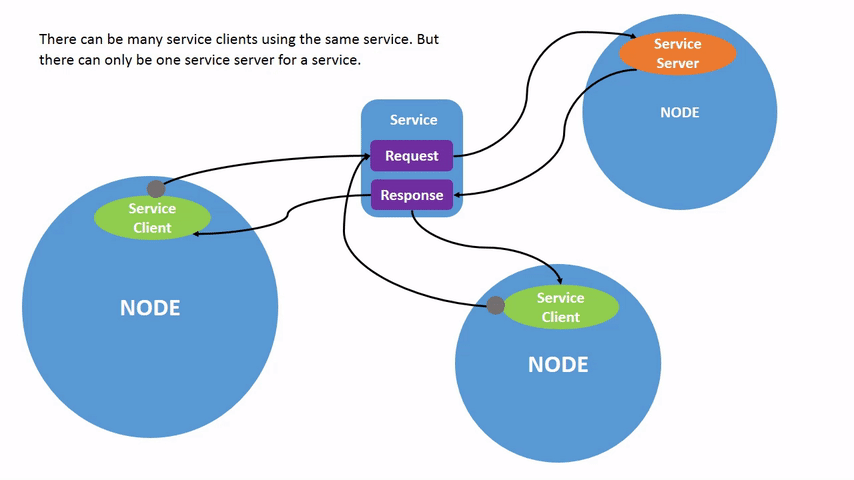 There can be many service clients using the same service. But
there can only be one service server for a service.
Service
Server
NODE
Service
Request
Response
Service
Client
NODE
Service
Client
NODE